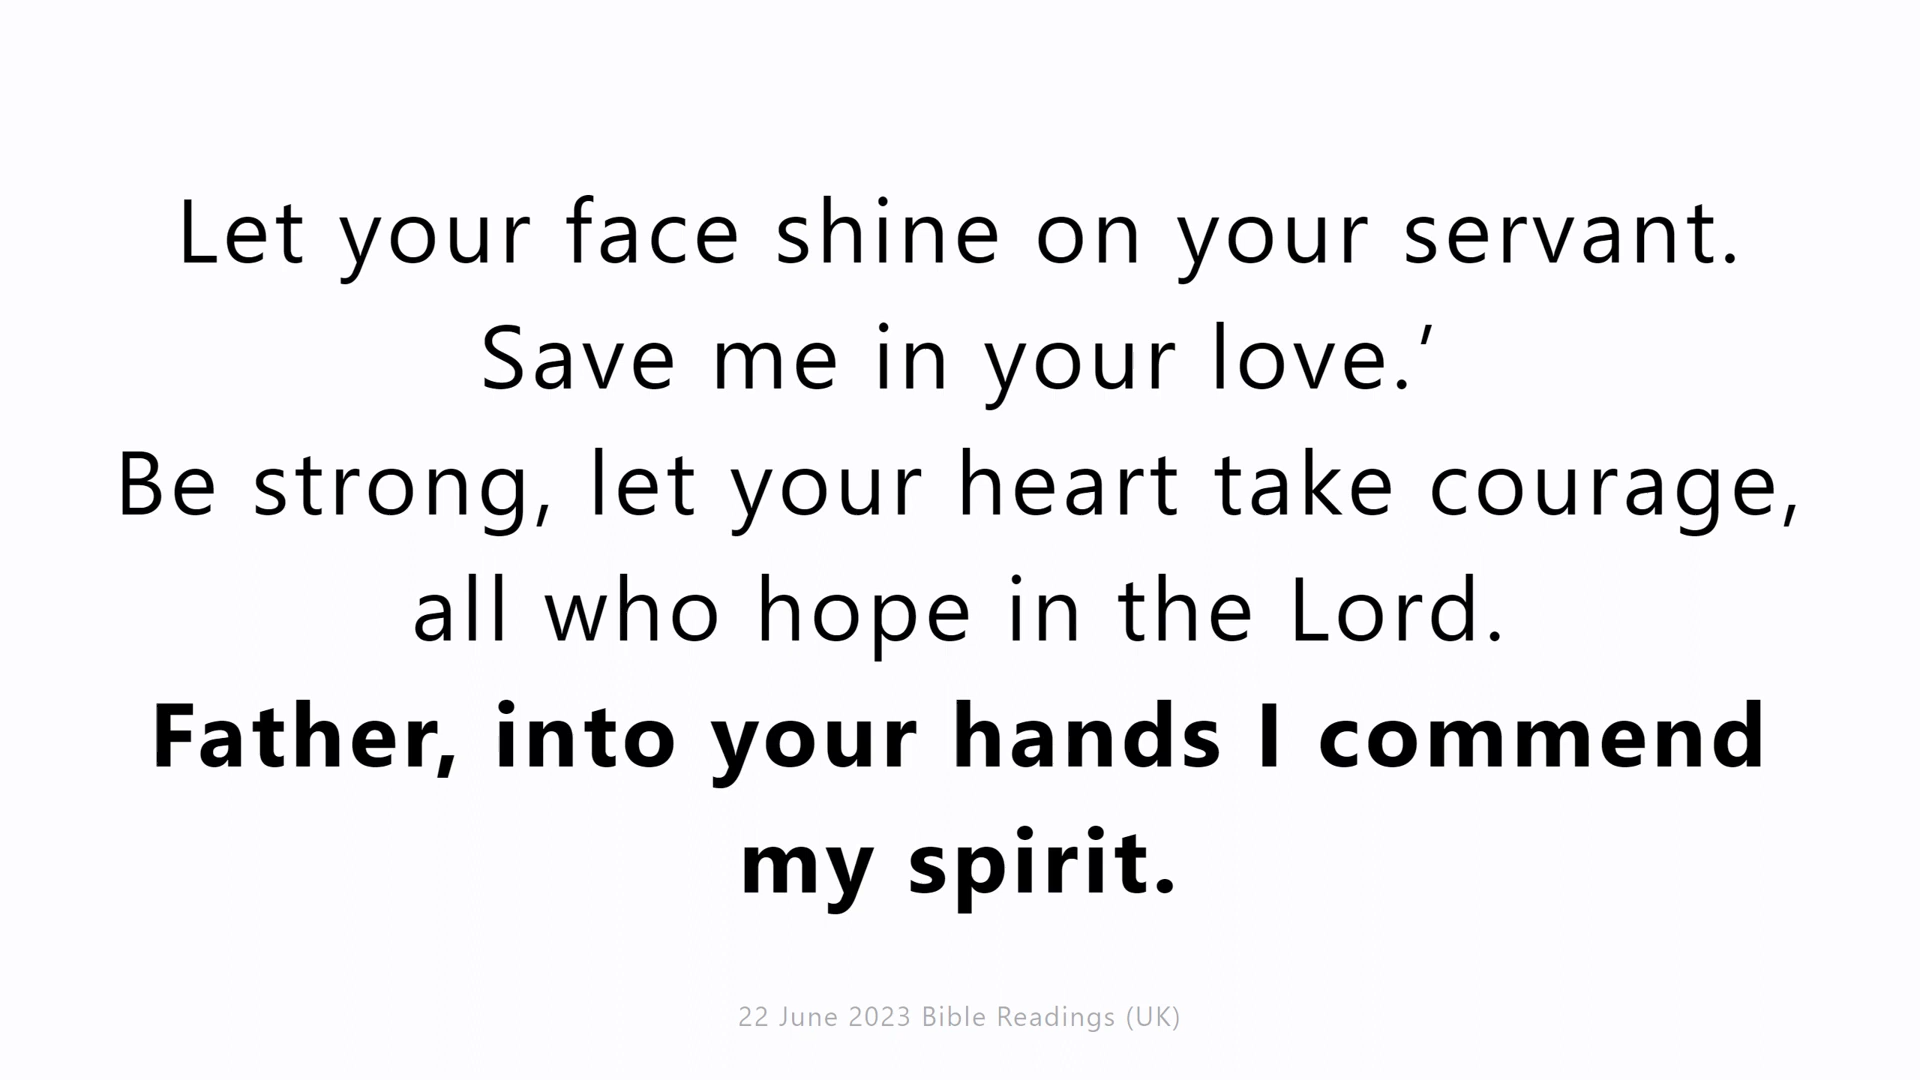 Let your face shine on your servant.
Save me in your love.’
Be strong, let your heart take courage,
all who hope in the Lord.
Father, into your hands I commend
my spirit.
22 June 2023 Bible Readings (UK)